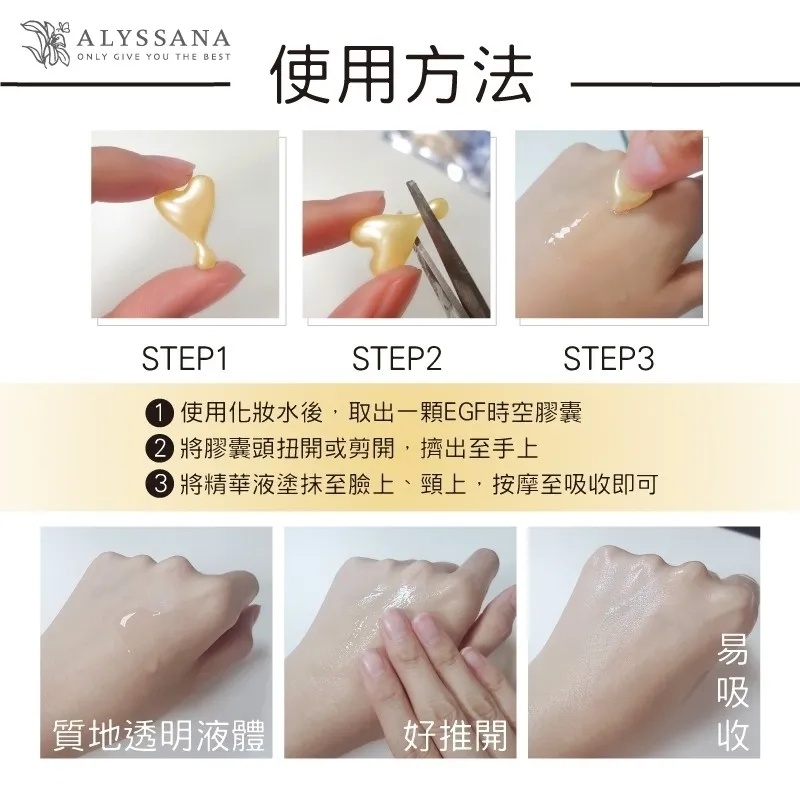 ALYSSANA
ONLY GIVE YOU THE BEST
使用方法
STEP1
STEP2
STEP3
1 使用化妝水後，取出一顆EGF時空膠囊
2 將膠囊頭扭開或剪開，擠出至手上
3 將精華液塗抹至臉上、頸上，按摩至吸收即可
質地透明液體
好推開
易吸收